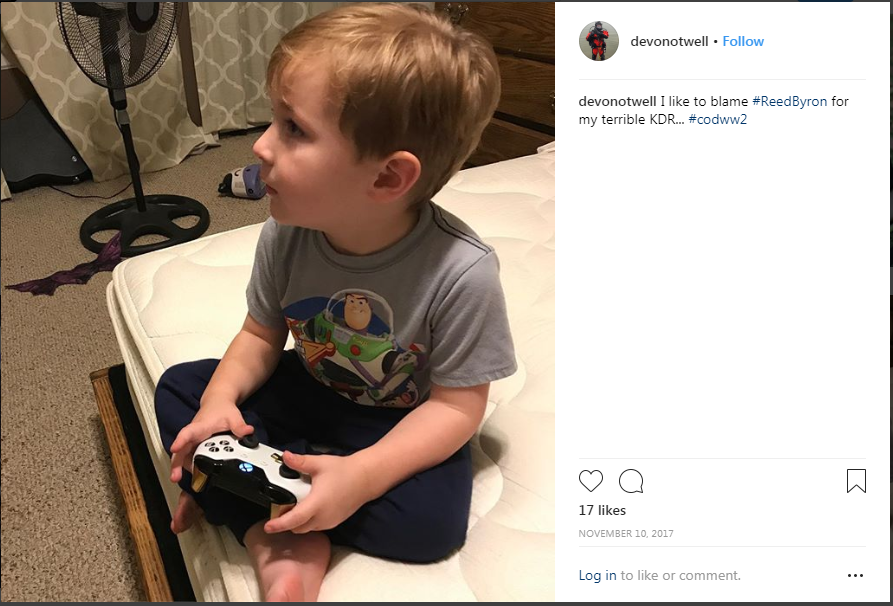 devonotwell • Follow
devonotwell I like to blame #ReedByron for
my terrible KDR... #codww2
17 likes
NOVEMBER 10, 2017
Log in to like or comment.